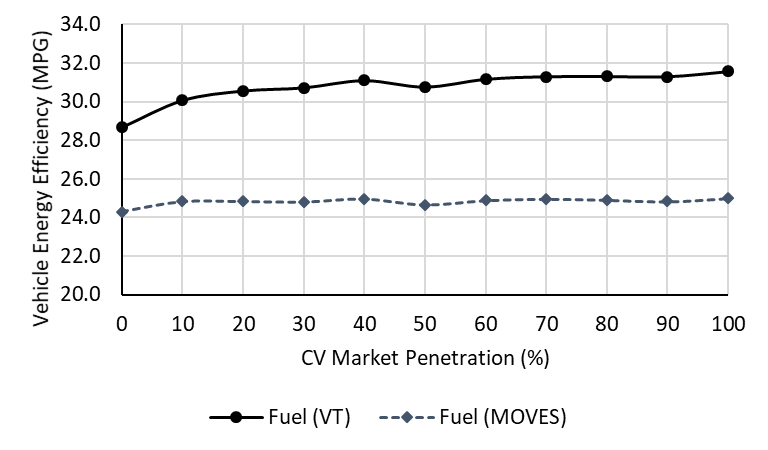 Vehicle Energy Efficiency (MPG)
34.0
32.0
30.0
28.0
26.0
24.0
22.0
20.0
0 10 20 30 40 50 60 70 80 90 100
CV Market Penetration (%)
Fuel (VT) Fuel (MOVES)